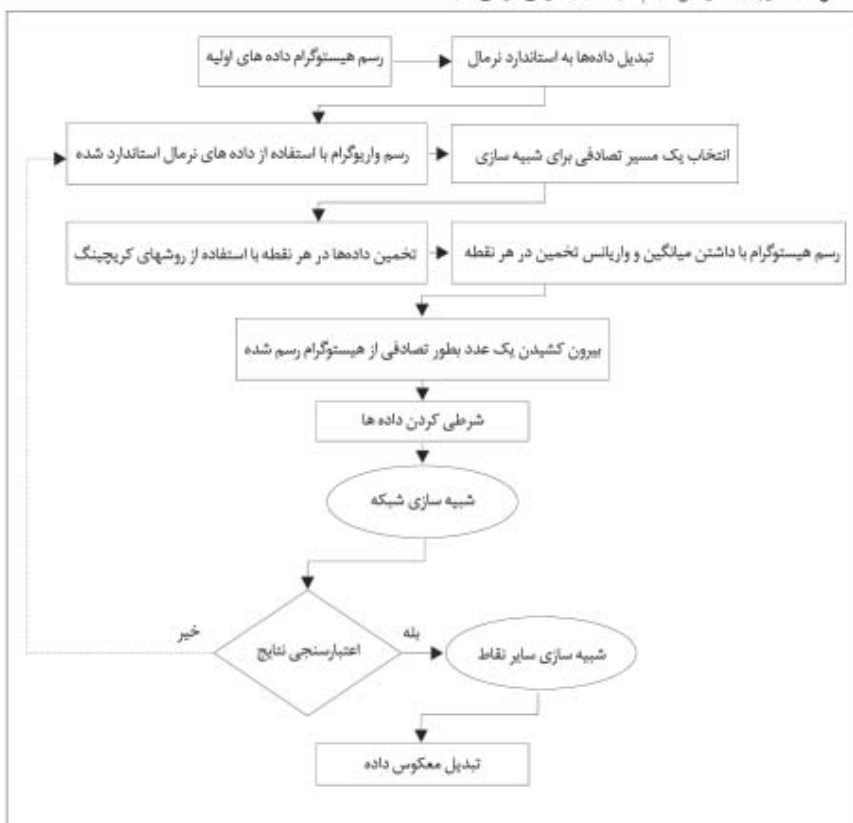 رسم هیستوگرام داده های اولیه
تبدیل داده‌ها به استاندارد نرمال
رسم واریوگرام با استفاده از داده های نرمال استاندارد شده
انتخاب یک مسیر تصادفی برای شبیه سازی
تخمین داده‌ها در هر نقطه با استفاده از روشهای کریجینگ
رسم هیستوگرام با داشتن میانگین و واریانس تخمین در هر نقطه
بیرون کشیدن یک عدد بطور تصادفی از هیستوگرام رسم شده
شرطی کردن داده ها
شبیه سازی شبکه
اعتبارسنجی نتایج
خیر
بله
شبیه سازی سایر نقاط
تبدیل معکوس داده